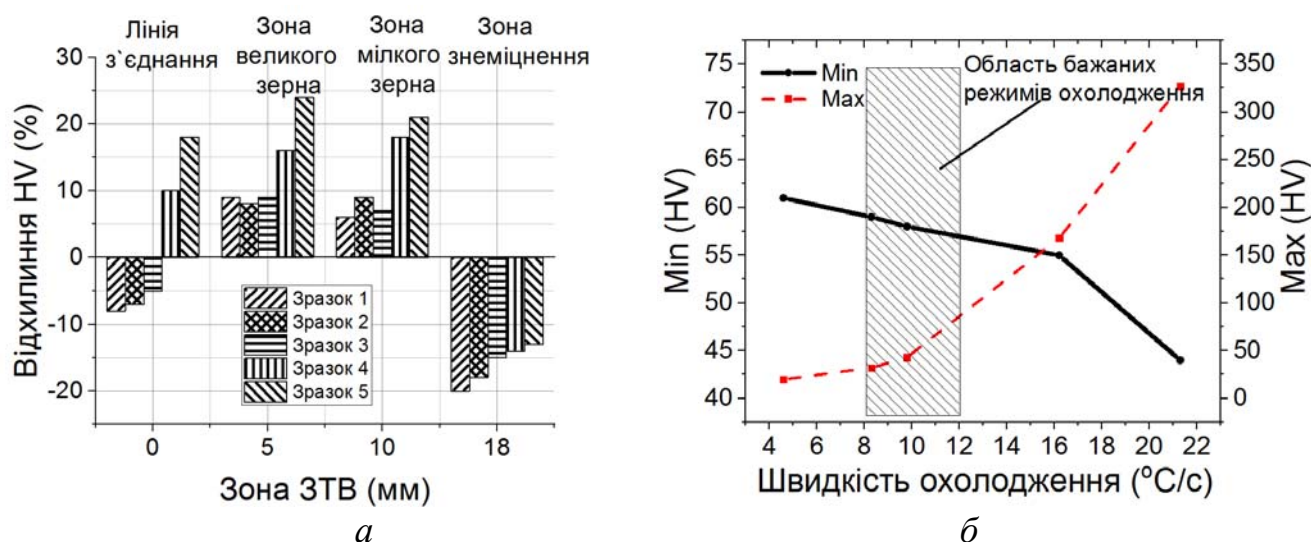 Лінія
з`єднання
Зона
великого
зерна
Зона
мілкого
зерна
Зона
знеміцнення
Відхилиння HV (%)
30
20
10
0
-10
-20
Зразок 1
Зразок 2
Зразок 3
Зразок 4
Зразок 5
0 5 10 18
Зона ЗТВ (мм)
а
Min (HV)
75
70
65
60
55
50
45
40
Min
Max
Область бажаних
режимів охолодження
350
300
250
200
150
100
50
0
Max (HV)
4 6 8 10 12 14 16 18 20 22
Швидкість охолодження (°C/c)
б